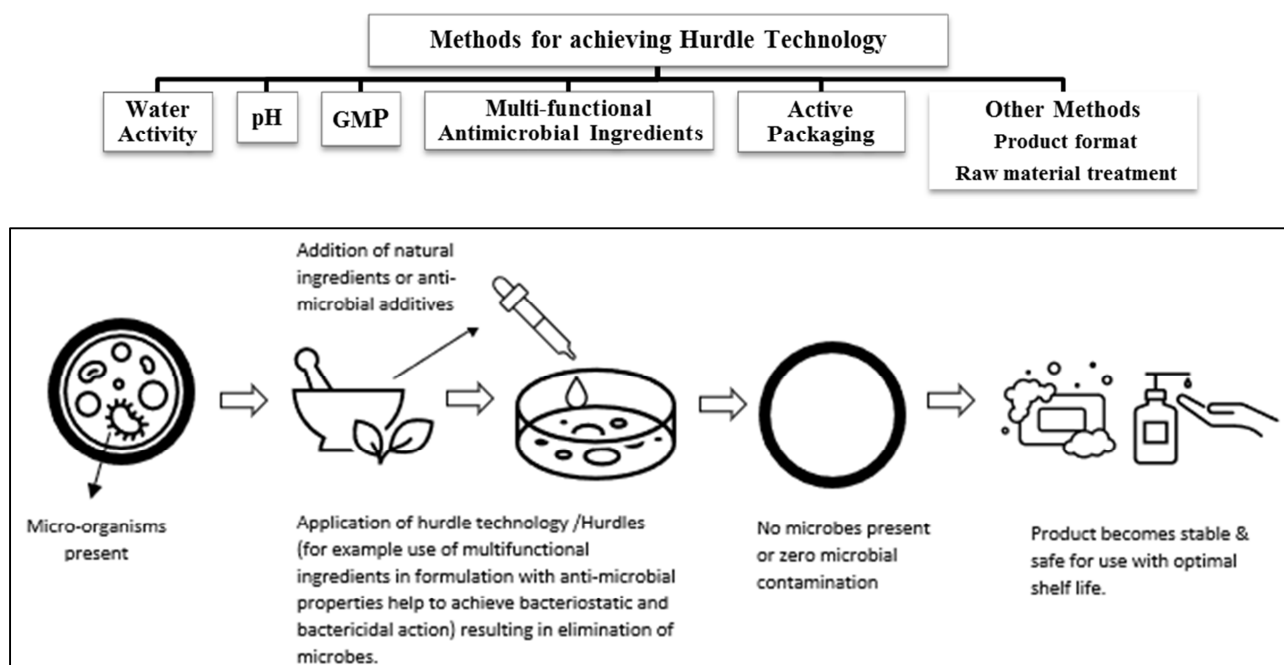 Methods for achieving Hurdle Technology
Water
Activity
pH
GMP
Multi-functional
Antimicrobial Ingredients
Active
Packaging
Other Methods
Product format
Raw material treatment
Addition of natural
ingredients or anti-
microbial additives
Micro-organisms
present
Application of hurdle technology /Hurdles
(for example use of multifunctional
ingredients in formulation with anti-microbial
properties help to achieve bacteriostatic and
bactericidal action) resulting in elimination of
microbes.
No microbes present
or zero microbial
contamination
Product becomes stable &
safe for use with optimal
shelf life.